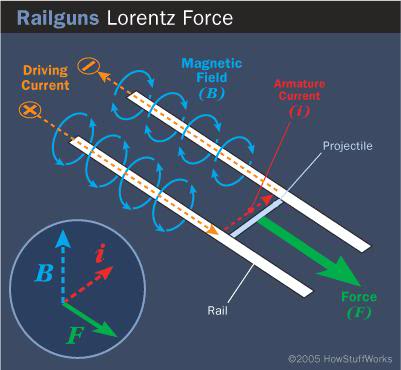 Railguns Lorentz Force
Driving
Current
Magnetic
Field
(B)
Armature
Current
(i)
Projectile
B
i
F
Rail
Force
(F)
©2005 HowStuffWorks